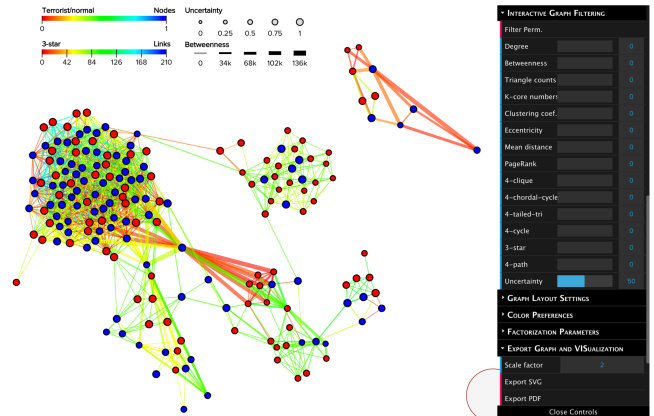 Terrorist/normal Nodes
0 1
3-star Links
0 42 84 126 168 210
Uncertainty
0 0.25 0.5 0.75 1
Betweenness
0 34k 68k 102k 136k
Interactive Graph Filtering
Filter Perm.
Degree 0
Betweenness 0
Triangle counts 0
K-core numbers 0
Clustering coef. 0
Eccentricity 0
Mean distance 0
PageRank 0
4-clique 0
4-chordal-cycle 0
4-tailed-tri 0
4-cycle 0
3-star 0
4-path 0
Uncertainty 50
Graph Layout Settings
Color Preferences
Factorization Parameters
Export Graph and VISualization
Scale factor 2
Export SVG
Export PDF
Close Controls